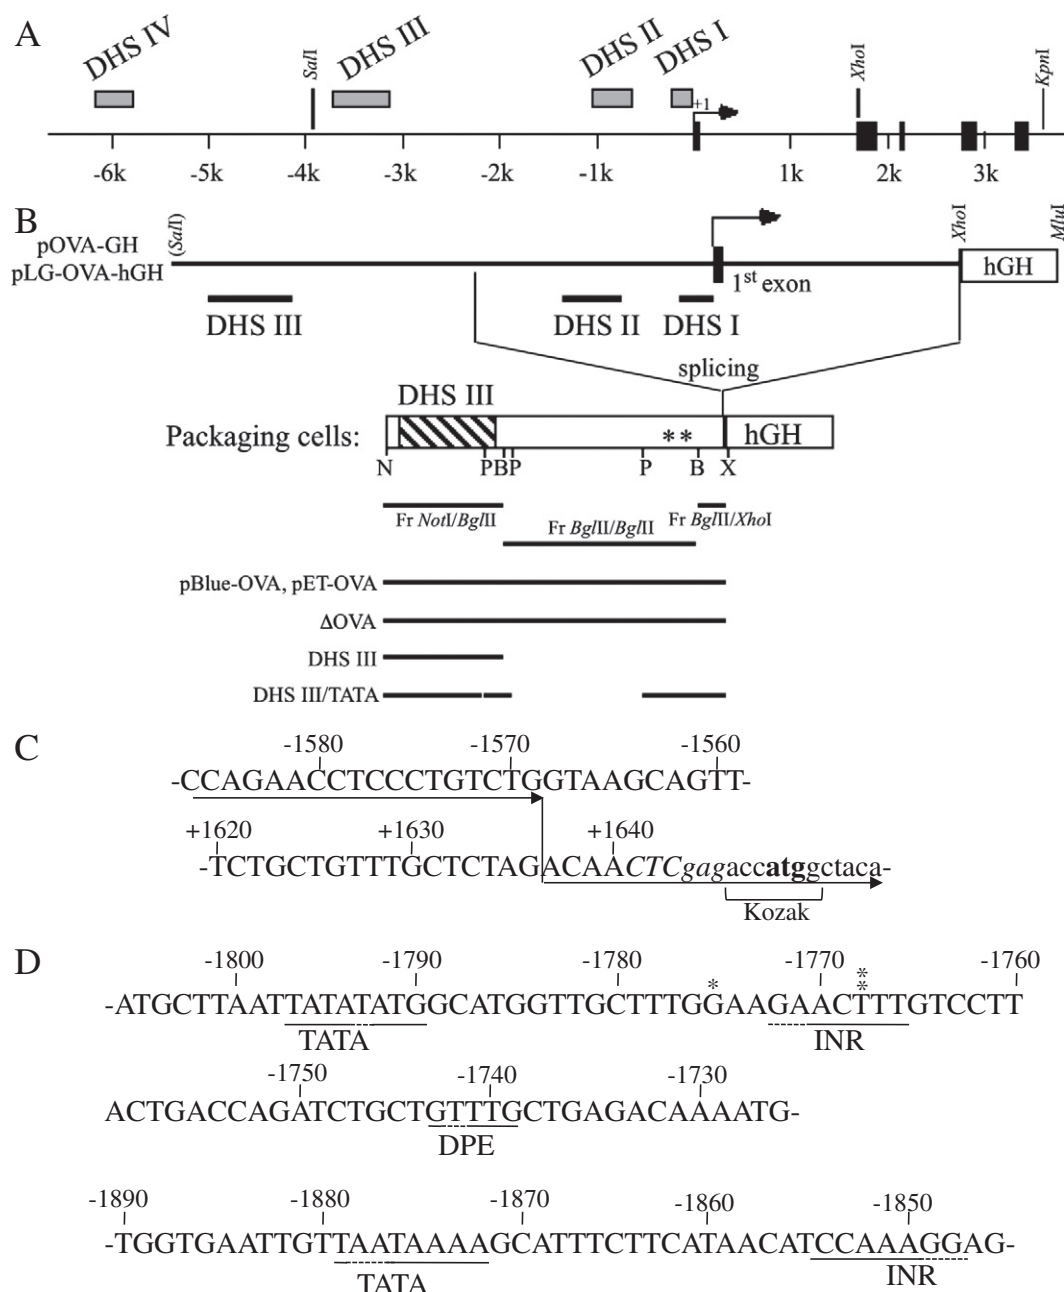 A
DHS IV
SalI
DHS III
DHS II
DHS I
+1
XhoI
KpnI
-6k -5k -4k -3k -2k -1k 1k 2k 3k
B
pOVA-GH
pLG-OVA-hGH
(SalI)
XhoI
MluI
hGH
1st exon
DHS III DHS II DHS I
splicing
DHS III
Packaging cells:
**
hGH
N P B P P B X
Fr NotI/BglII
Fr BglII/BglII
Fr BglII/XhoI
pBlue-OVA, pET-OVA
ΔOVA
DHS III
DHS III/TATA
C
-1580 -1570 -1560
-CCAGAACCTCCCTGTCTGGTAAGCAGTT-
+1620 +1630 +1640
-TCTGCTGTTTGCTCTAGACAACTCgagaccatggctaca-
Kozak
D
-1800 -1790 -1780 -1770 -1760
* **
-ATGCTTAATTATATATGGCATGGTTGCTTTGGAAGAACTTTGTCCTT
TATA INR
-1750 -1740 -1730
ACTGACCAGATCTGCTGTTTGCTGAGACAAAATG-
DPE
-1890 -1880 -1870 -1860 -1850
-TGGTGAATTGTTAATAAAAGCATTTCTTCATAACATCCAAAGGAG-
TATA INR